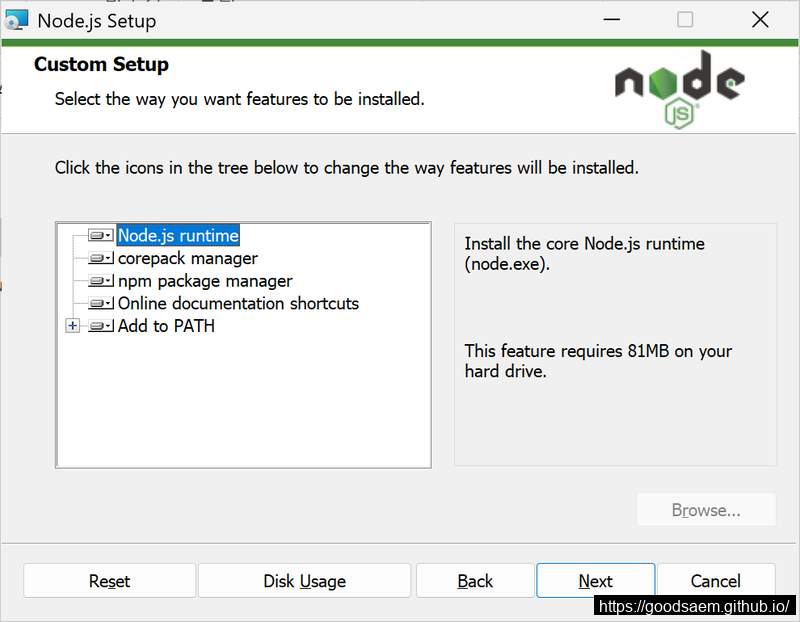 Node.js Setup
Custom Setup
Select the way you want features to be installed.
node
JS
Click the icons in the tree below to change the way features will be installed.
Node.js runtime
corepack manager
npm package manager
Online documentation shortcuts
Add to PATH
Install the core Node.js runtime
(node.exe).
This feature requires 81MB on your
hard drive.
Browse...
Reset
Disk Usage
Back
Next
Cancel
https://goodsaem.github.io/